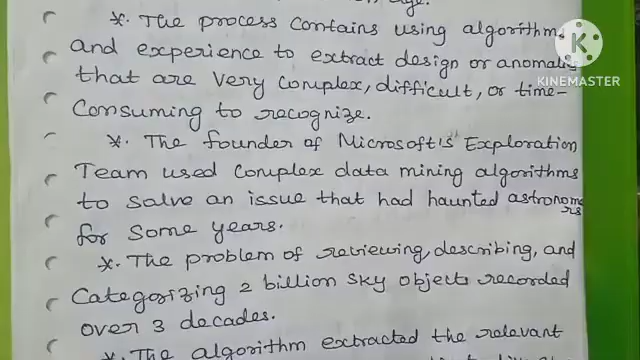 *. The process contains using algorithms
and experience to extract design or anomalies
that are very complex, difficult, or time-
Consuming to recognize.
*. The founder of Microsoft's Exploration
Team used complex data mining algorithms
to solve an issue that had haunted astronomers
for some years.
*. The problem of reviewing, describing, and
Categorizing 2 billion sky objects recorded
over 3 decades.
*. The algorithm extracted the relevant
K
KINEMASTER